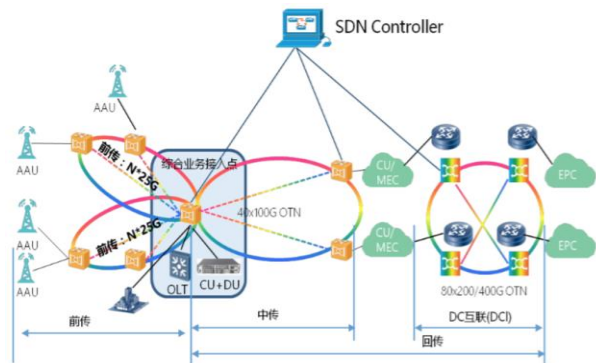 SDN Controller
AAU
AAU
AAU
AAU
前传：N*25G
前传：N*25G
综合业务接入点
40x100G OTN
OLT
CU+DU
CU/
MEC
CU/
MEC
EPC
EPC
80x200/400G OTN
前传
中传
DC互联(DCI)
回传